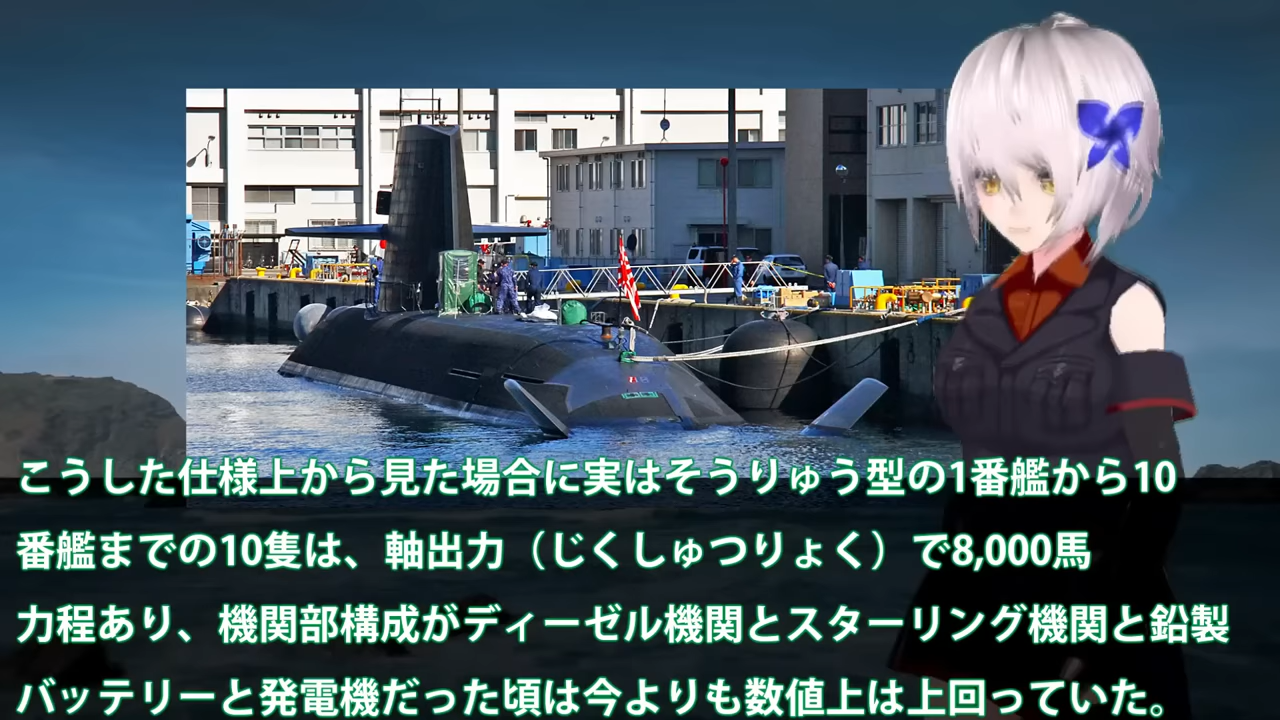 こうした仕様上から見た場合に実はそうりゅう型の1番艦から10
番艦までの10隻は、軸出力（じくしゅつりょく）で8,000馬
力程あり、機関部構成がディーゼル機関とスターリング機関と鉛製
バッテリーと発電機だった頃は今よりも数値上は上回っていた。